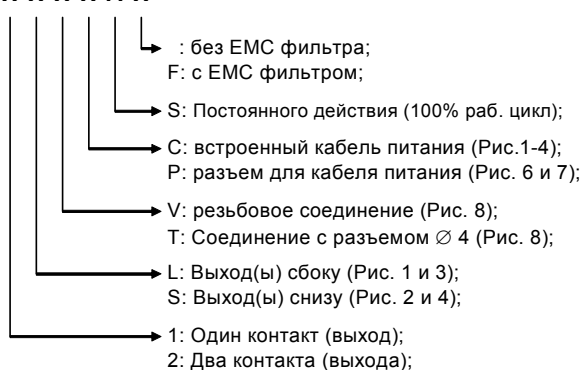 : без EMC фильтра;
F: с EMC фильтром;
S: Постоянного действия (100% раб. цикл);
C: встроенный кабель питания (Рис.1-4);
P: разъем для кабеля питания (Рис. 6 и 7);
V: резьбовое соединение (Рис. 8);
T: Соединение с разъемом ∅ 4 (Рис. 8);
L: Выход(ы) сбоку (Рис. 1 и 3);
S: Выход(ы) снизу (Рис. 2 и 4);
1: Один контакт (выход);
2: Два контакта (выхода);